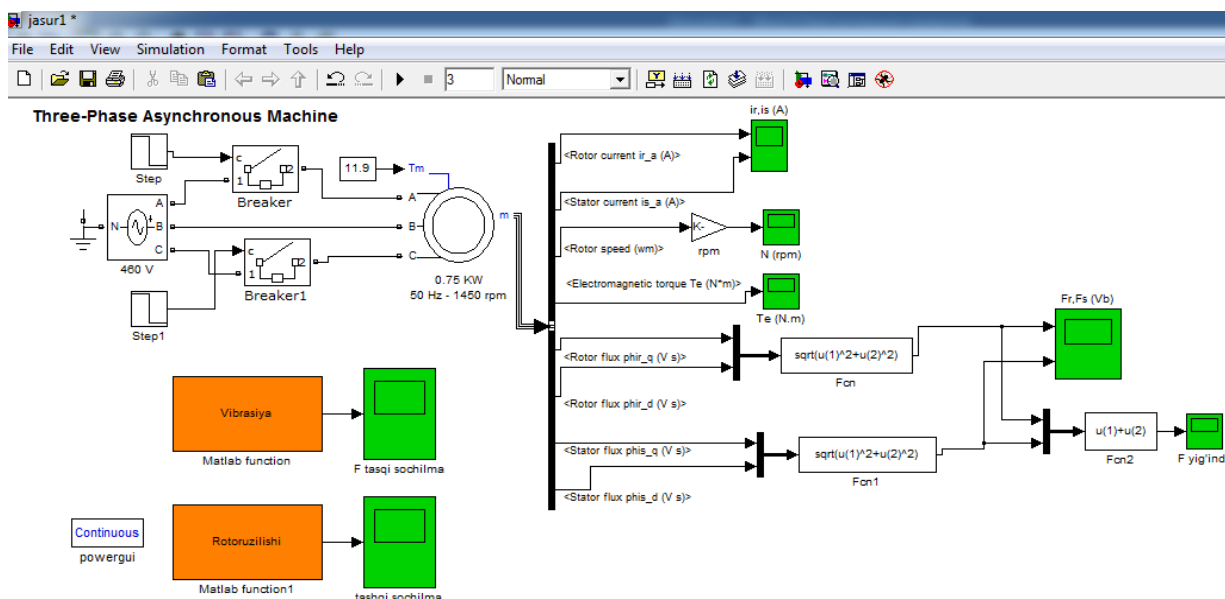 jasur1 *
File Edit View Simulation Format Tools Help
3 Normal
Three-Phase Asynchronous Machine
Step
c
1 2
Breaker
11.9
Tm
A
B
C
m
N
A
B
C
460 V
c
1 2
Breaker1
Step1
0.75 KW
50 Hz - 1450 rpm
<Rotor current ir_a (A)>
<Stator current is_a (A)>
<Rotor speed (wm)>
<Electromagnetic torque Te (N*m)>
<Rotor flux phir_q (V s)>
<Rotor flux phir_d (V s)>
<Stator flux phis_q (V s)>
<Stator flux phis_d (V s)>
ir,is (A)
K-
rpm
N (rpm)
Te (N.m)
sqrt(u(1)^2+u(2)^2)
Fcn
Fr,Fs (Vb)
sqrt(u(1)^2+u(2)^2)
Fcn1
u(1)+u(2)
Fcn2
F yig'ind
Vibrasiya
Matlab function
F tasqi sochilma
Continuous
powergui
Rotoruzilishi
Matlab function1
tashqi sochilma